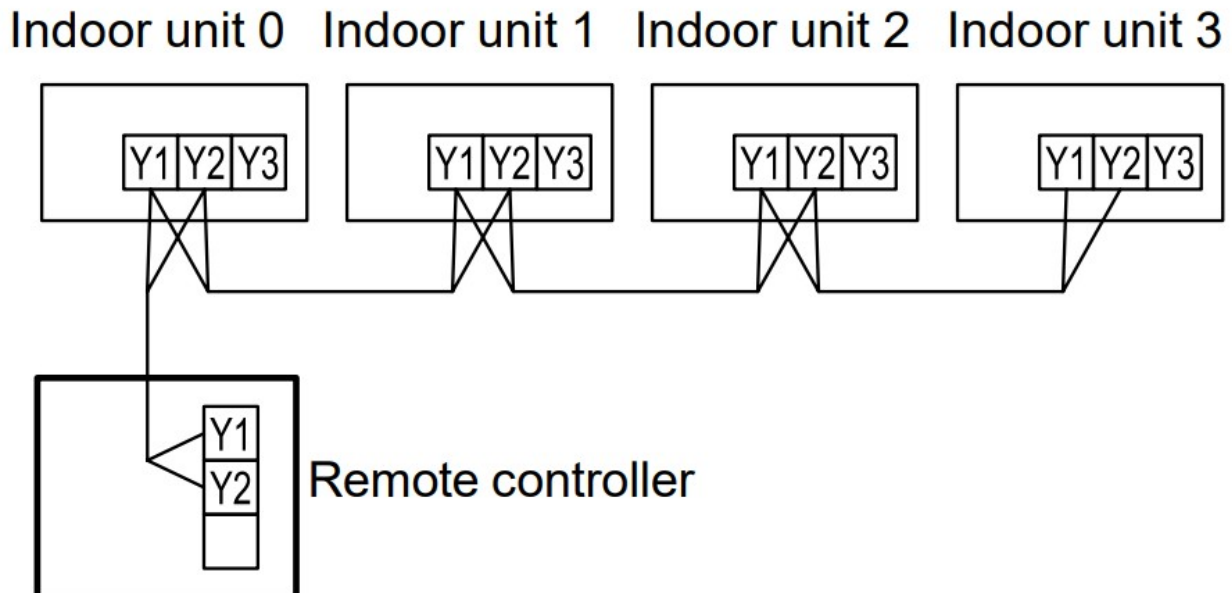 Indoor unit 0 Indoor unit 1 Indoor unit 2 Indoor unit 3
Y1 Y2 Y3 Y1 Y2 Y3 Y1 Y2 Y3 Y1 Y2 Y3
Y1
Y2
Remote controller